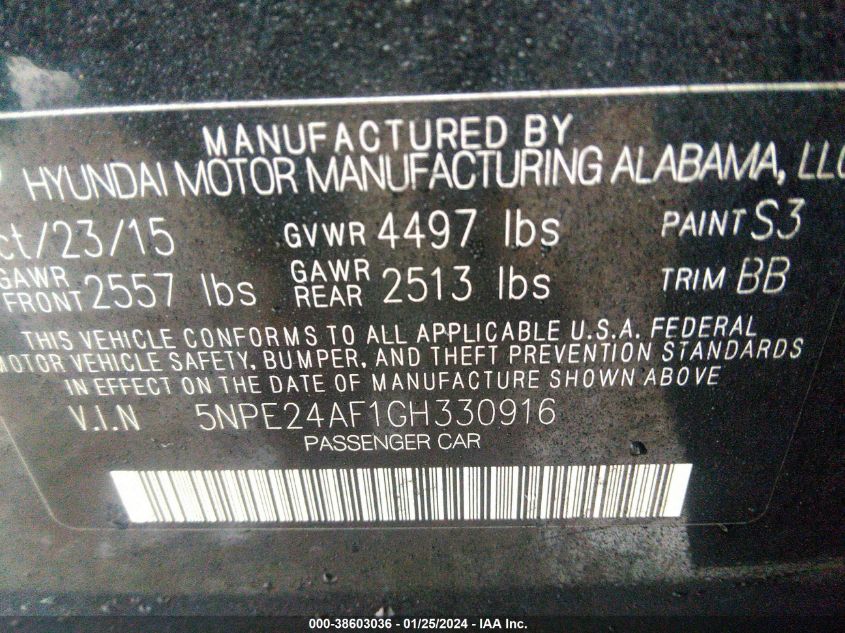 MANUFACTURED BY
HYUNDAI MOTOR MANUFACTURING ALABAMA, LLC
ct/23/15 GVWR 4497 lbs PAINT S3
GAWR FRONT 2557 lbs GAWR REAR 2513 lbs TRIM BB
THIS VEHICLE CONFORMS TO ALL APPLICABLE U.S.A. FEDERAL
MOTOR VEHICLE SAFETY, BUMPER, AND THEFT PREVENTION STANDARDS
IN EFFECT ON THE DATE OF MANUFACTURE SHOWN ABOVE
V.I.N 5NPE24AF1GH330916
PASSENGER CAR
000-38603036 - 01/25/2024 - IAA Inc.